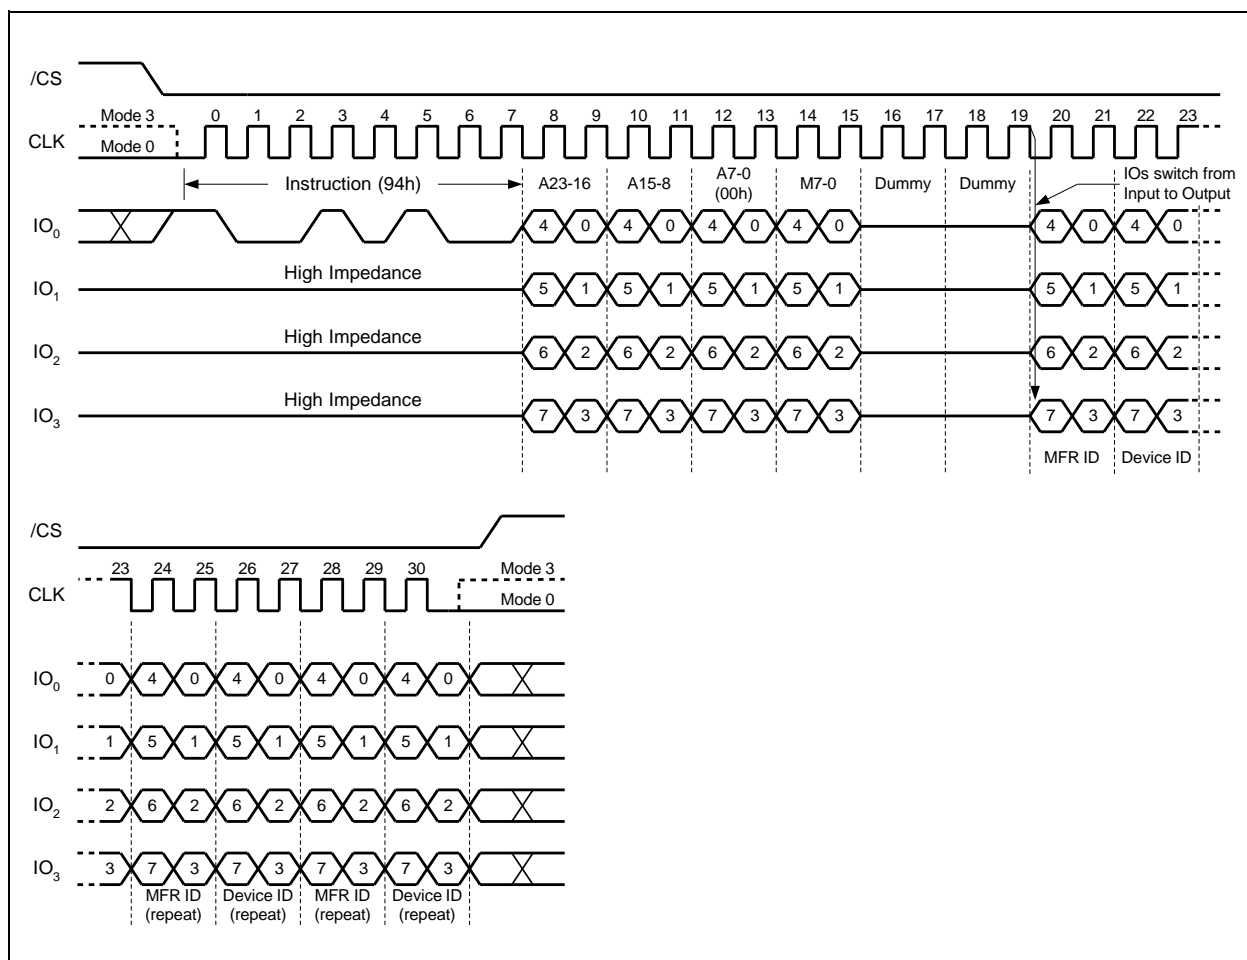 /CS
Mode 3 0 1 2 3 4 5 6 7 8 9 10 11 12 13 14 15 16 17 18 19 20 21 22 23
CLK
Mode 0
Instruction (94h) A23-16 A15-8 A7-0 (00h) M7-0 Dummy Dummy IOs switch from Input to Output
IO0 4 0 4 0 4 0 4 0 4 0 4 0
High Impedance
IO1 5 1 5 1 5 1 5 1 5 1 5 1
High Impedance
IO2 6 2 6 2 6 2 6 2 6 2 6 2
High Impedance
IO3 7 3 7 3 7 3 7 3 7 3 7 3
MFR ID Device ID
/CS
23 24 25 26 27 28 29 30 Mode 3
CLK
Mode 0
IO0 0 4 0 4 0 4 0 4 0
IO1 1 5 1 5 1 5 1 5 1
IO2 2 6 2 6 2 6 2 6 2
IO3 3 7 3 7 3 7 3 7 3
MFR ID (repeat) Device ID (repeat) MFR ID (repeat) Device ID (repeat)